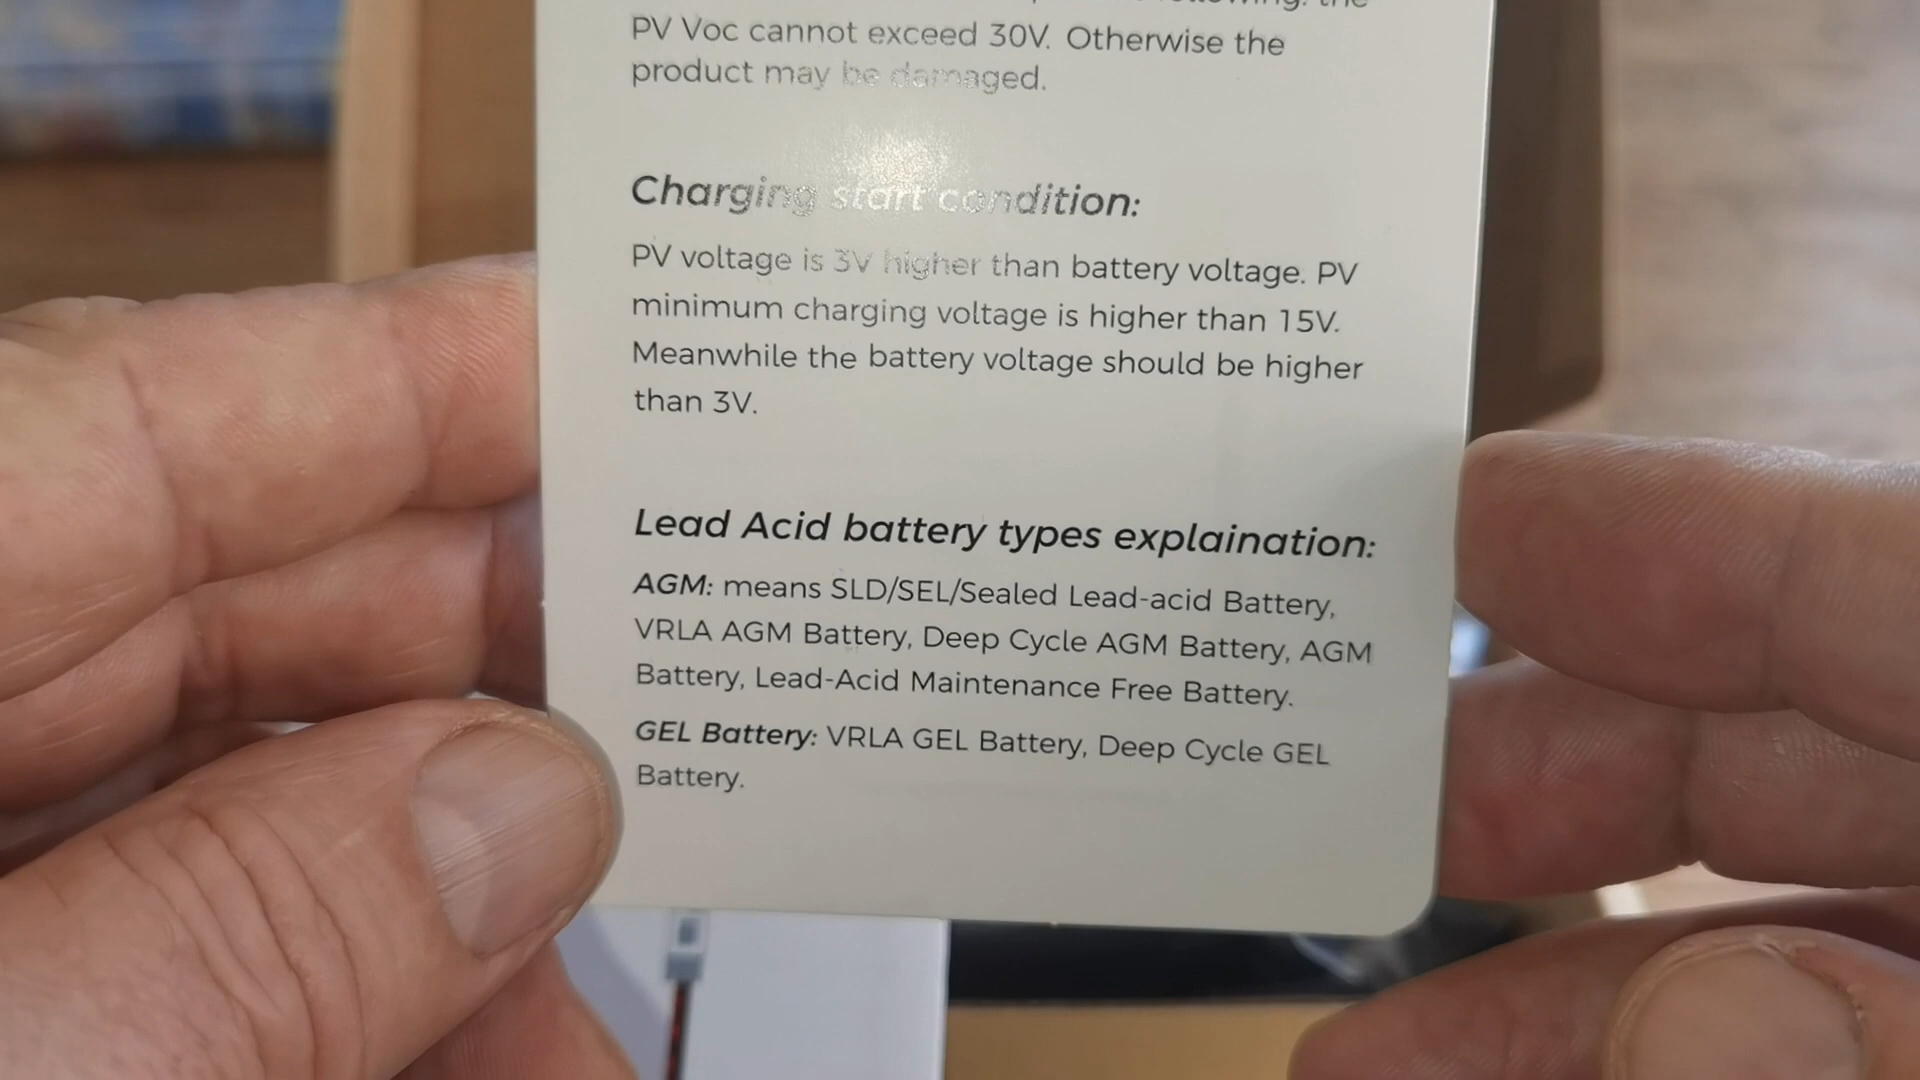 following: the
PV Voc cannot exceed 30V. Otherwise the
product may be damaged.
Charging start condition:
PV voltage is 3V higher than battery voltage. PV
minimum charging voltage is higher than 15V.
Meanwhile the battery voltage should be higher
than 3V.
Lead Acid battery types explaination:
AGM: means SLD/SEL/Sealed Lead-acid Battery,
VRLA AGM Battery, Deep Cycle AGM Battery, AGM
Battery, Lead-Acid Maintenance Free Battery.
GEL Battery: VRLA GEL Battery, Deep Cycle GEL
Battery.